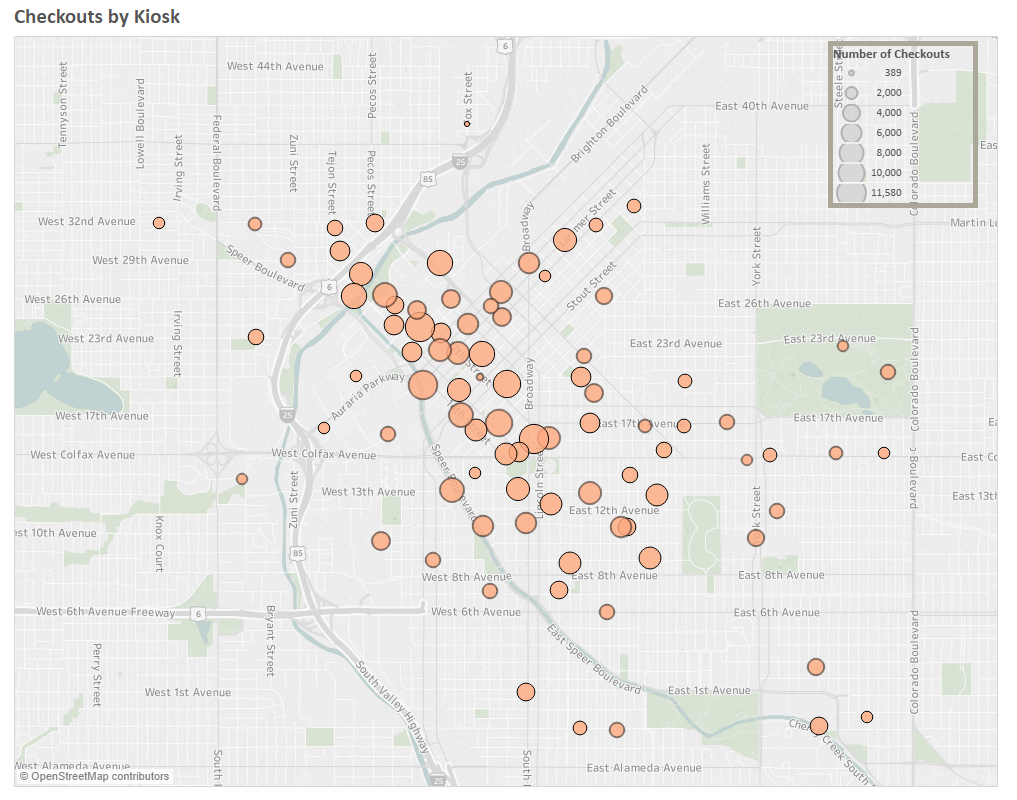 Checkouts by Kiosk
6
West 44th Avenue
Tennyson Street
Lowell Boulevard
Irving Street
Federal Boulevard
Zuni Street
Tejon Street
Pecos Street
Pecos Street
Fox Street
25
85
Brighton Boulevard
East 40th Avenue
Number of Checkouts
389
2,000
4,000
6,000
8,000
10,000
11,580
Colorado Boulevard
Williams Street
Eas
West 32nd Avenue
Broadway
Larimer Street
Martin Lu
West 29th Avenue
Speer Boulevard
6
Stout Street
York Street
West 26th Avenue
East 26th Avenue
Irving Street
West 23rd Avenue
East 23rd Avenue
East 23rd Avenue
Colorado Boulevard
Auraria Parkway
Broadway
West 17th Avenue
25
East 17th Avenue
East 17th Avenue
West Colfax Avenue
West Colfax Avenue
East Co
Speer Boulevard
Lincoln Street
Zuni Street
West 13th Avenue
East 13th
East 12th Avenue
est 10th Avenue
Knox Court
85
West 8th Avenue
East 8th Avenue
East 8th Avenue
West 6th Avenue Freeway
6
West 6th Avenue
East 6th Avenue
Bryant Street
Perry Street
East Speer Boulevard
Colorado Boulevard
West 1st Avenue
South Valley Highway
East 1st Avenue
Cherry Creek South
West Alameda Avenue
East Alameda Avenue
South
South
25
© OpenStreetMap contributors